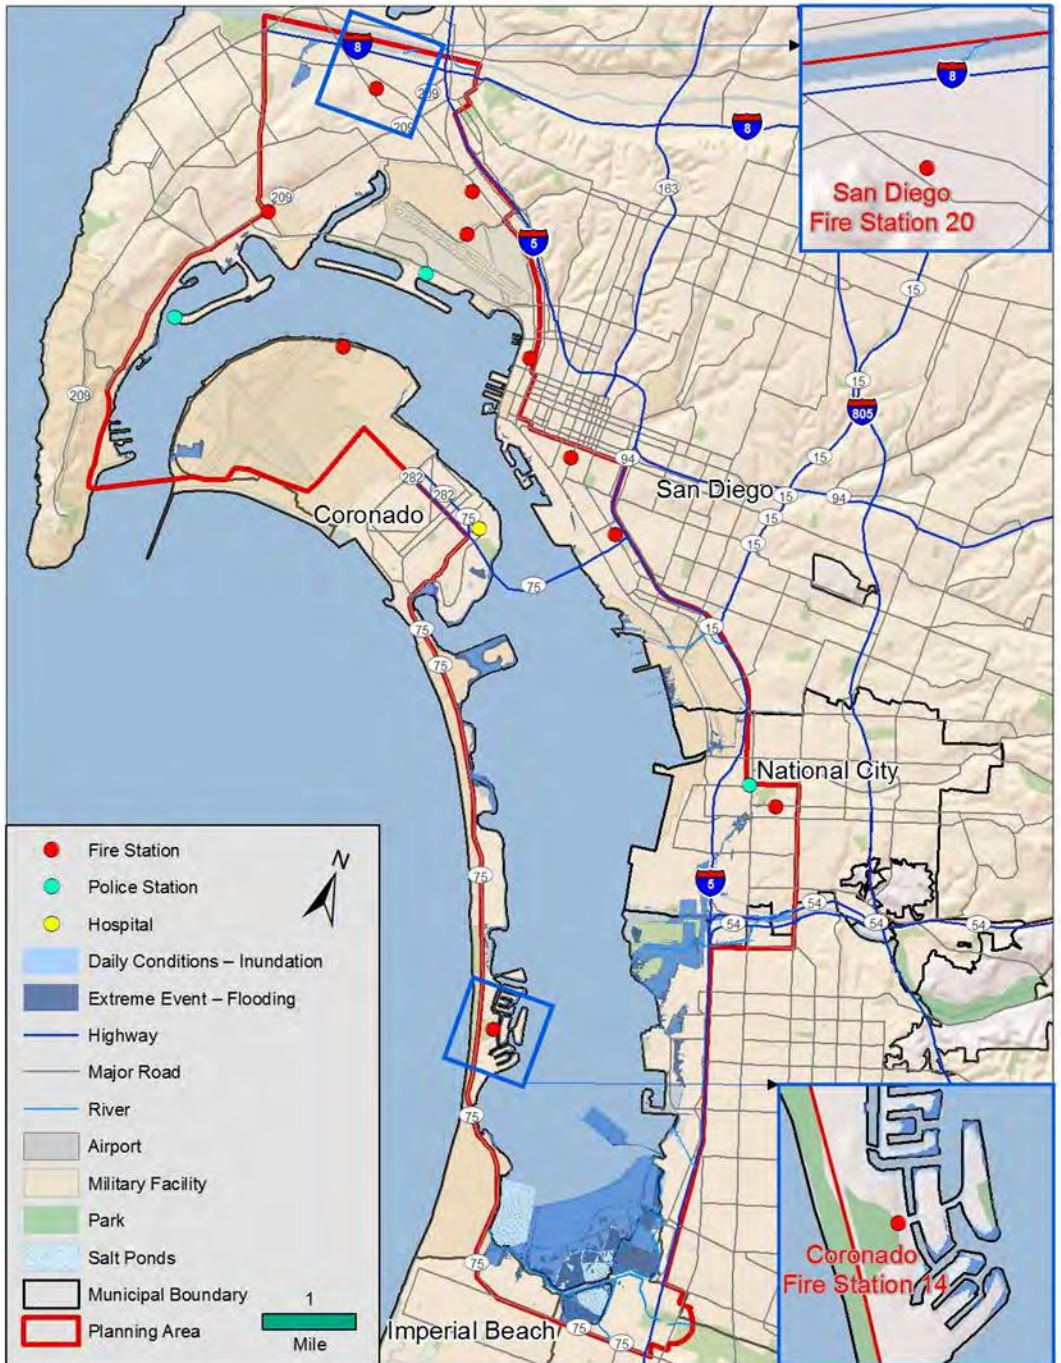 8
209
209
8
163
209
5
15
209
15
805
94
15
282
San Diego
15
94
282
Coronado
75
15
15
75
75
15
75
National City
75
5
54
54
54
54
75
75
75
Imperial Beach
75
75
8
San Diego
Fire Station 20
Coronado
Fire Station 14
Fire Station
N
Police Station
Hospital
Daily Conditions – Inundation
Extreme Event – Flooding
Highway
Major Road
River
Airport
Military Facility
Park
Salt Ponds
Municipal Boundary
1
Planning Area
Mile